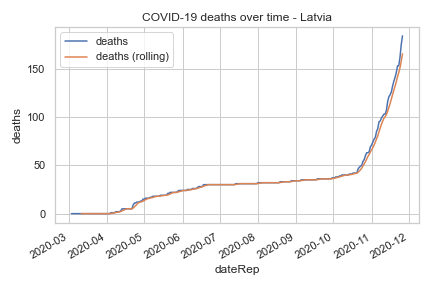 COVID-19 deaths over time - Latvia
deaths
deaths (rolling)
150
100
50
0
deaths
2020-03
2020-04
2020-05
2020-06
2020-07
2020-08
2020-09
2020-10
2020-11
2020-12
dateRep